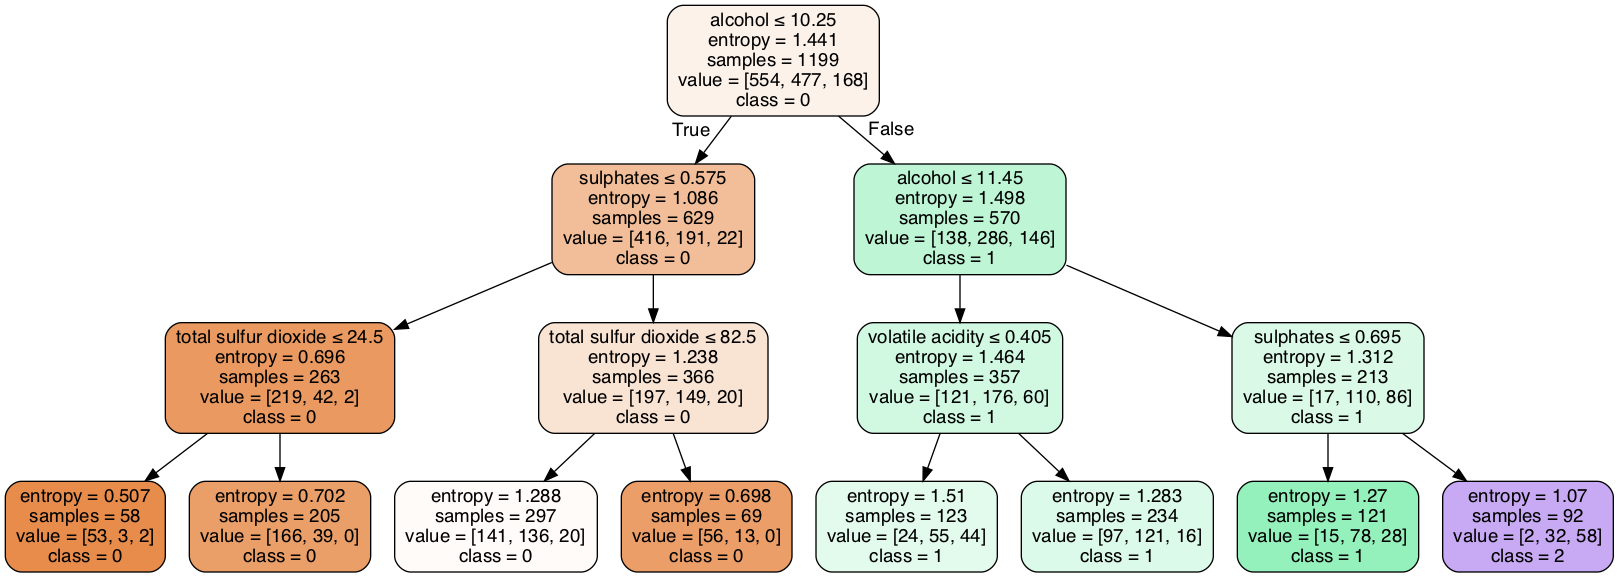 alcohol ≤ 10.25
entropy = 1.441
samples = 1199
value = [554, 477, 168]
class = 0
True
False
sulphates ≤ 0.575
entropy = 1.086
samples = 629
value = [416, 191, 22]
class = 0
alcohol ≤ 11.45
entropy = 1.498
samples = 570
value = [138, 286, 146]
class = 1
total sulfur dioxide ≤ 24.5
entropy = 0.696
samples = 263
value = [219, 42, 2]
class = 0
total sulfur dioxide ≤ 82.5
entropy = 1.238
samples = 366
value = [197, 149, 20]
class = 0
volatile acidity ≤ 0.405
entropy = 1.464
samples = 357
value = [121, 176, 60]
class = 1
sulphates ≤ 0.695
entropy = 1.312
samples = 213
value = [17, 110, 86]
class = 1
entropy = 0.507
samples = 58
value = [53, 3, 2]
class = 0
entropy = 0.702
samples = 205
value = [166, 39, 0]
class = 0
entropy = 1.288
samples = 297
value = [141, 136, 20]
class = 0
entropy = 0.698
samples = 69
value = [56, 13, 0]
class = 0
entropy = 1.51
samples = 123
value = [24, 55, 44]
class = 1
entropy = 1.283
samples = 234
value = [97, 121, 16]
class = 1
entropy = 1.27
samples = 121
value = [15, 78, 28]
class = 1
entropy = 1.07
samples = 92
value = [2, 32, 58]
class = 2